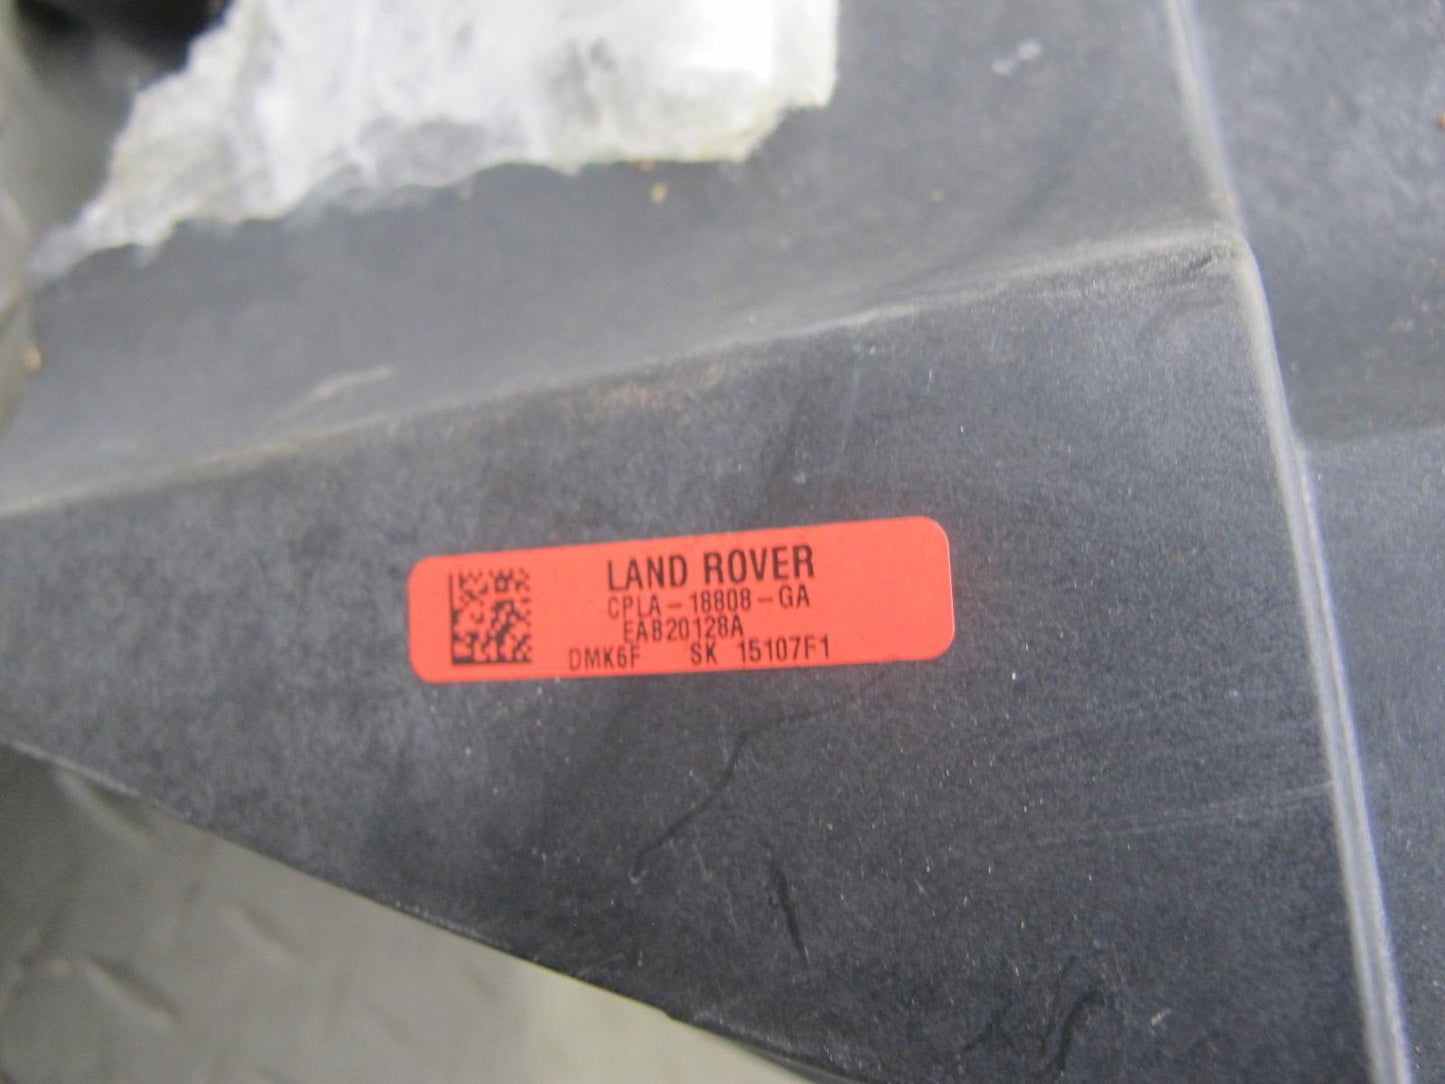 LAND ROVER
CPLA-18808-GA
EAB20128A
DMK6F SK 15107F1